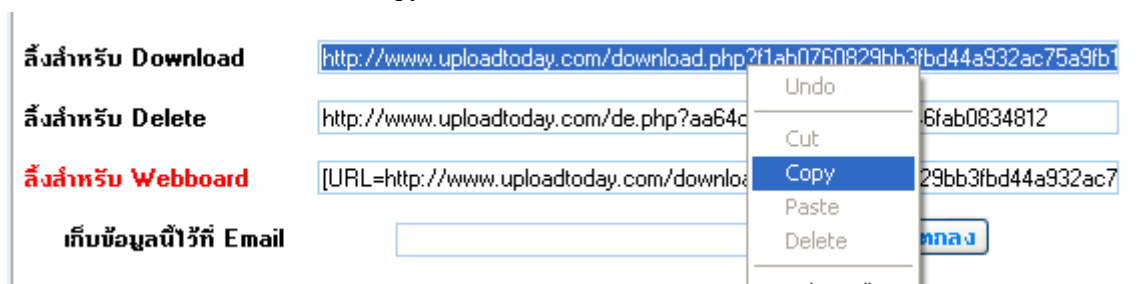 ลิ้งสำหรับ Download http://www.uploadtoday.com/download.php?f1ab0760829bb3fbd44a932ac75a9fb1
Undo
ลิ้งสำหรับ Delete http://www.uploadtoday.com/de.php?aa64 6fab0834812
Cut
ลิ้งสำหรับ Webboard [URL=http://www.uploadtoday.com/downlo 29bb3fbd44a932ac7
Copy
Paste
เก็บข้อมูลนี้ไว้ที่ Email ตกลง
Delete